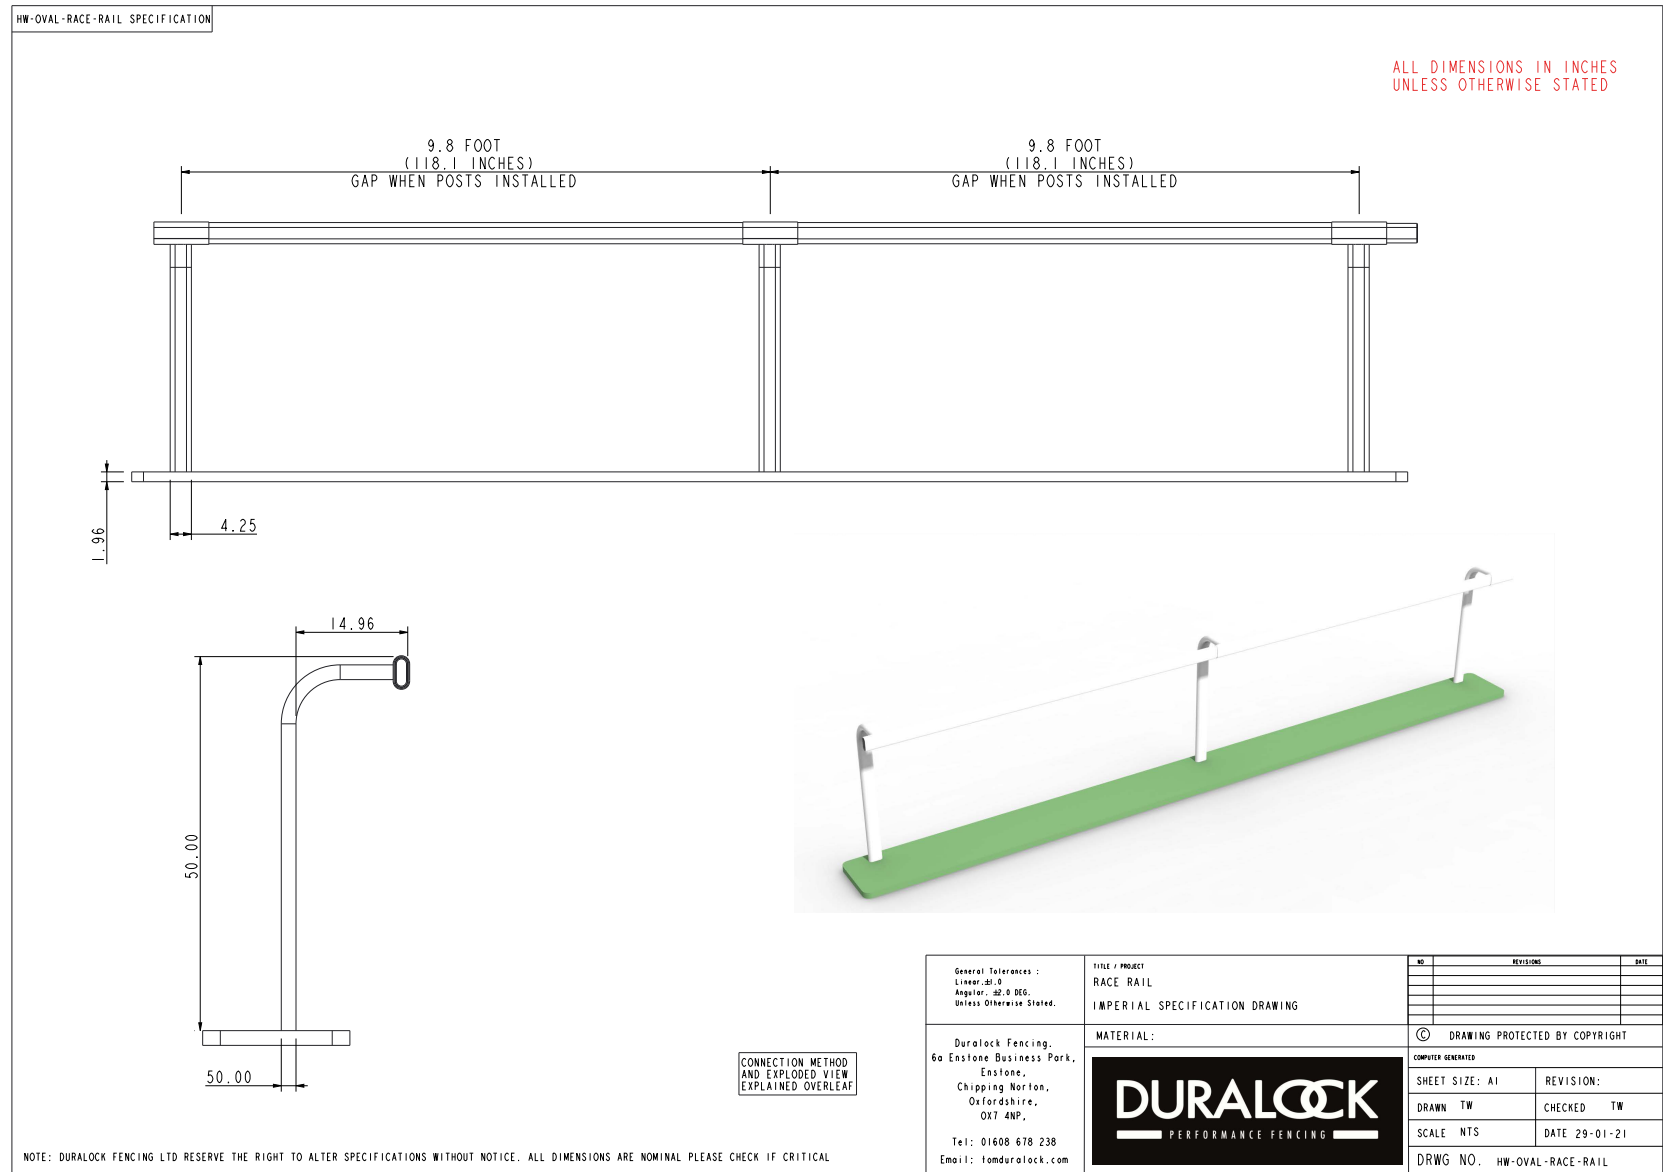 HW-OVAL-RACE-RAIL SPECIFICATION
ALL DIMENSIONS IN INCHES
UNLESS OTHERWISE STATED
9.8 FOOT
(118.1 INCHES)
GAP WHEN POSTS INSTALLED
9.8 FOOT
(118.1 INCHES)
GAP WHEN POSTS INSTALLED
1.96
4.25
14.96
50.00
50.00
CONNECTION METHOD
AND EXPLODED VIEW
EXPLAINED OVERLEAF
NOTE: DURALOCK FENCING LTD RESERVE THE RIGHT TO ALTER SPECIFICATIONS WITHOUT NOTICE. ALL DIMENSIONS ARE NOMINAL PLEASE CHECK IF CRITICAL
General Tolerances :
Linear.±1.0
Angular. ±2.0 DEG.
Unless Otherwise Stated.
Duralock Fencing.
6a Enstone Business Park,
Enstone,
Chipping Norton,
Oxfordshire,
OX7 4NP,
Tel: 01608 678 238
Email: tomduralock.com
TITLE / PROJECT
RACE RAIL
IMPERIAL SPECIFICATION DRAWING
MATERIAL:
DURALOCK
PERFORMANCE FENCING
NO REVISIONS DATE
© DRAWING PROTECTED BY COPYRIGHT
COMPUTER GENERATED
SHEET SIZE: A1 REVISION:
DRAWN TW CHECKED TW
SCALE NTS DATE 29-01-21
DRWG NO. HW-OVAL-RACE-RAIL